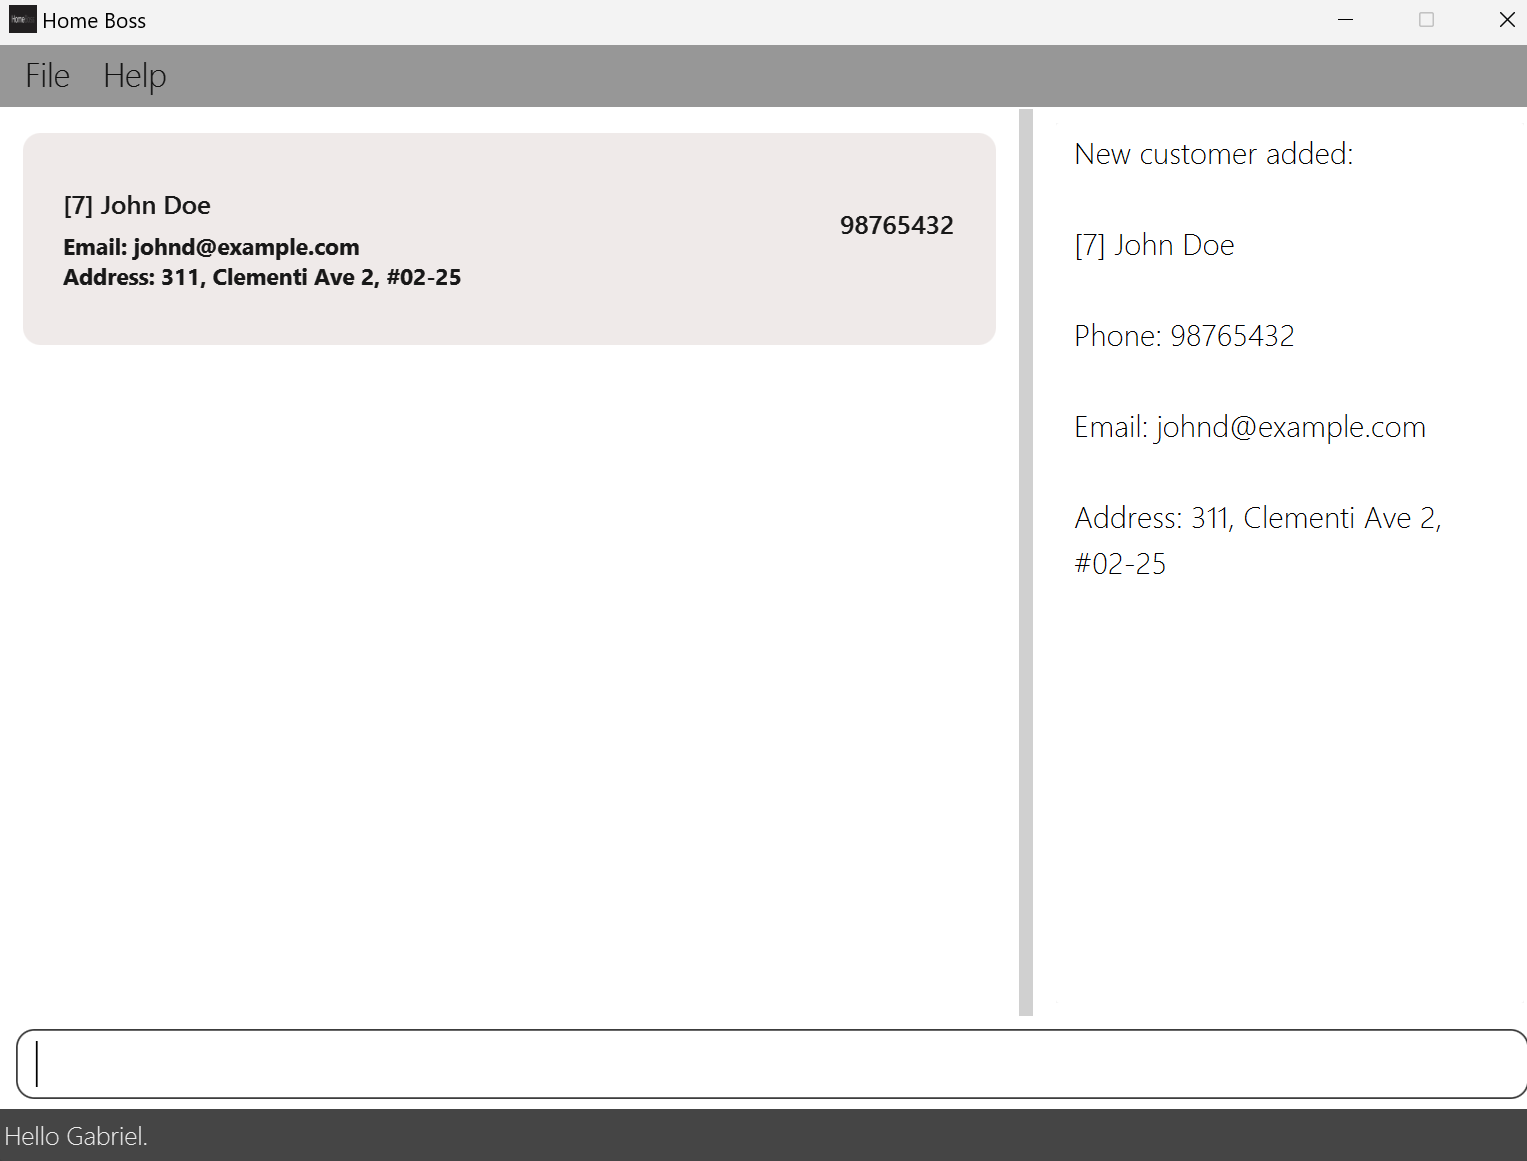 Home Boss
File Help
[7] John Doe
98765432
Email: johnd@example.com
Address: 311, Clementi Ave 2, #02-25
New customer added:
[7] John Doe
Phone: 98765432
Email: johnd@example.com
Address: 311, Clementi Ave 2,
#02-25
Hello Gabriel.